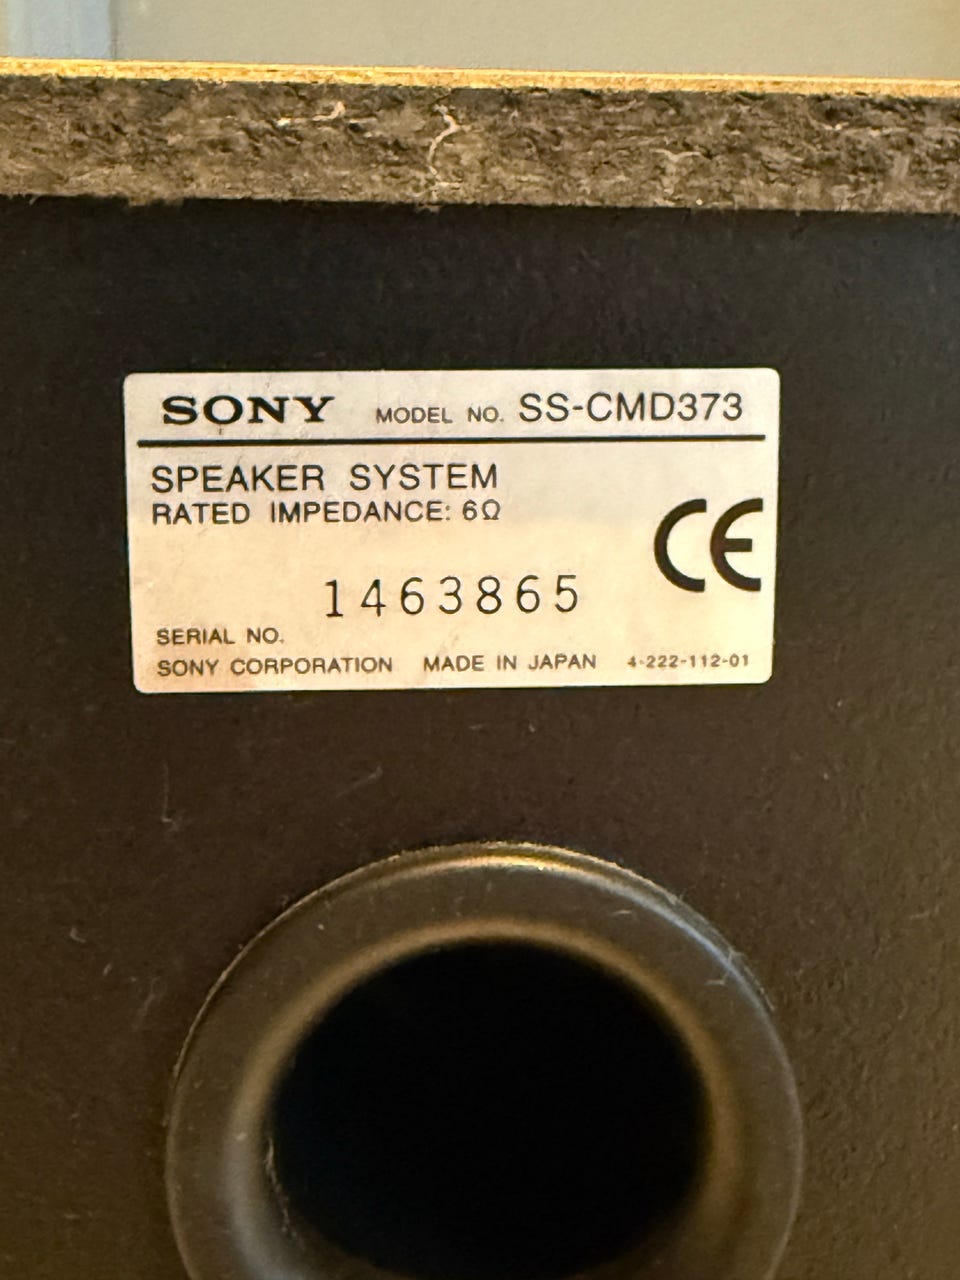 SONY MODEL NO. SS-CMD373
SPEAKER SYSTEM
RATED IMPEDANCE: 6Ω
CE
1463865
SERIAL NO.
SONY CORPORATION MADE IN JAPAN 4-222-112-01